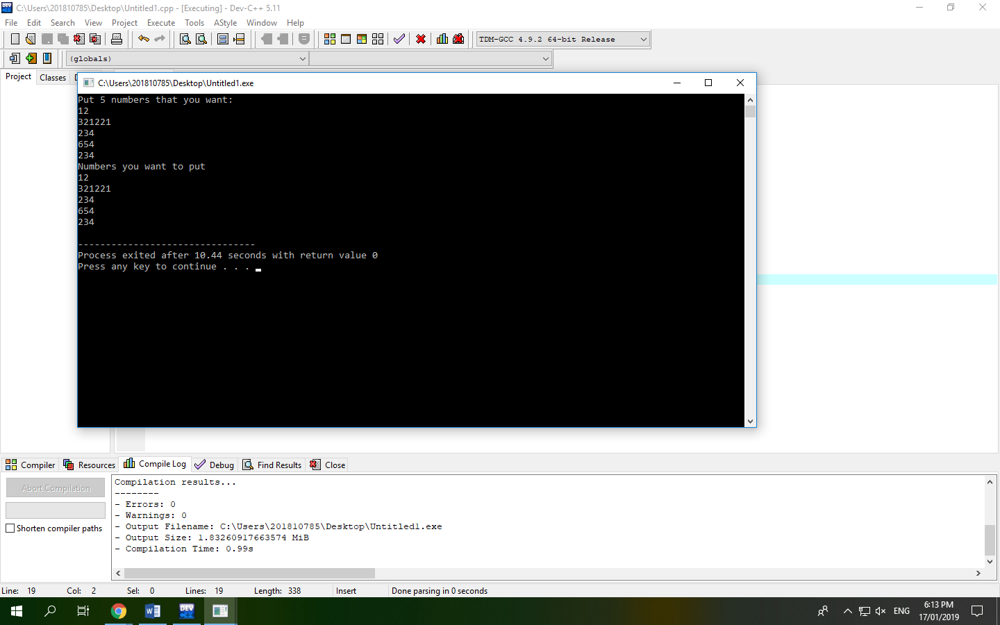 C:\Users\201810785\Desktop\Untitled1.cpp - [Executing] - Dev-C++ 5.11
File Edit Search View Project Execute Tools AStyle Window Help
TDM-GCC 4.9.2 64-bit Release
(globals)
Project Classes
C:\Users\201810785\Desktop\Untitled1.exe
Put 5 numbers that you want:
12
321221
234
654
234
Numbers you want to put
12
321221
234
654
234
--------------------------------
Process exited after 10.44 seconds with return value 0
Press any key to continue . . .
Compiler Resources Compile Log Debug Find Results Close
Abort Compilation
Shorten compiler paths
Compilation results...
--------
- Errors: 0
- Warnings: 0
- Output Filename: C:\Users\201810785\Desktop\Untitled1.exe
- Output Size: 1.83260917663574 MiB
- Compilation Time: 0.99s
Line: 19 Col: 2 Sel: 0 Lines: 19 Length: 338 Insert Done parsing in 0 seconds
DEV
ENG
6:13 PM
17/01/2019